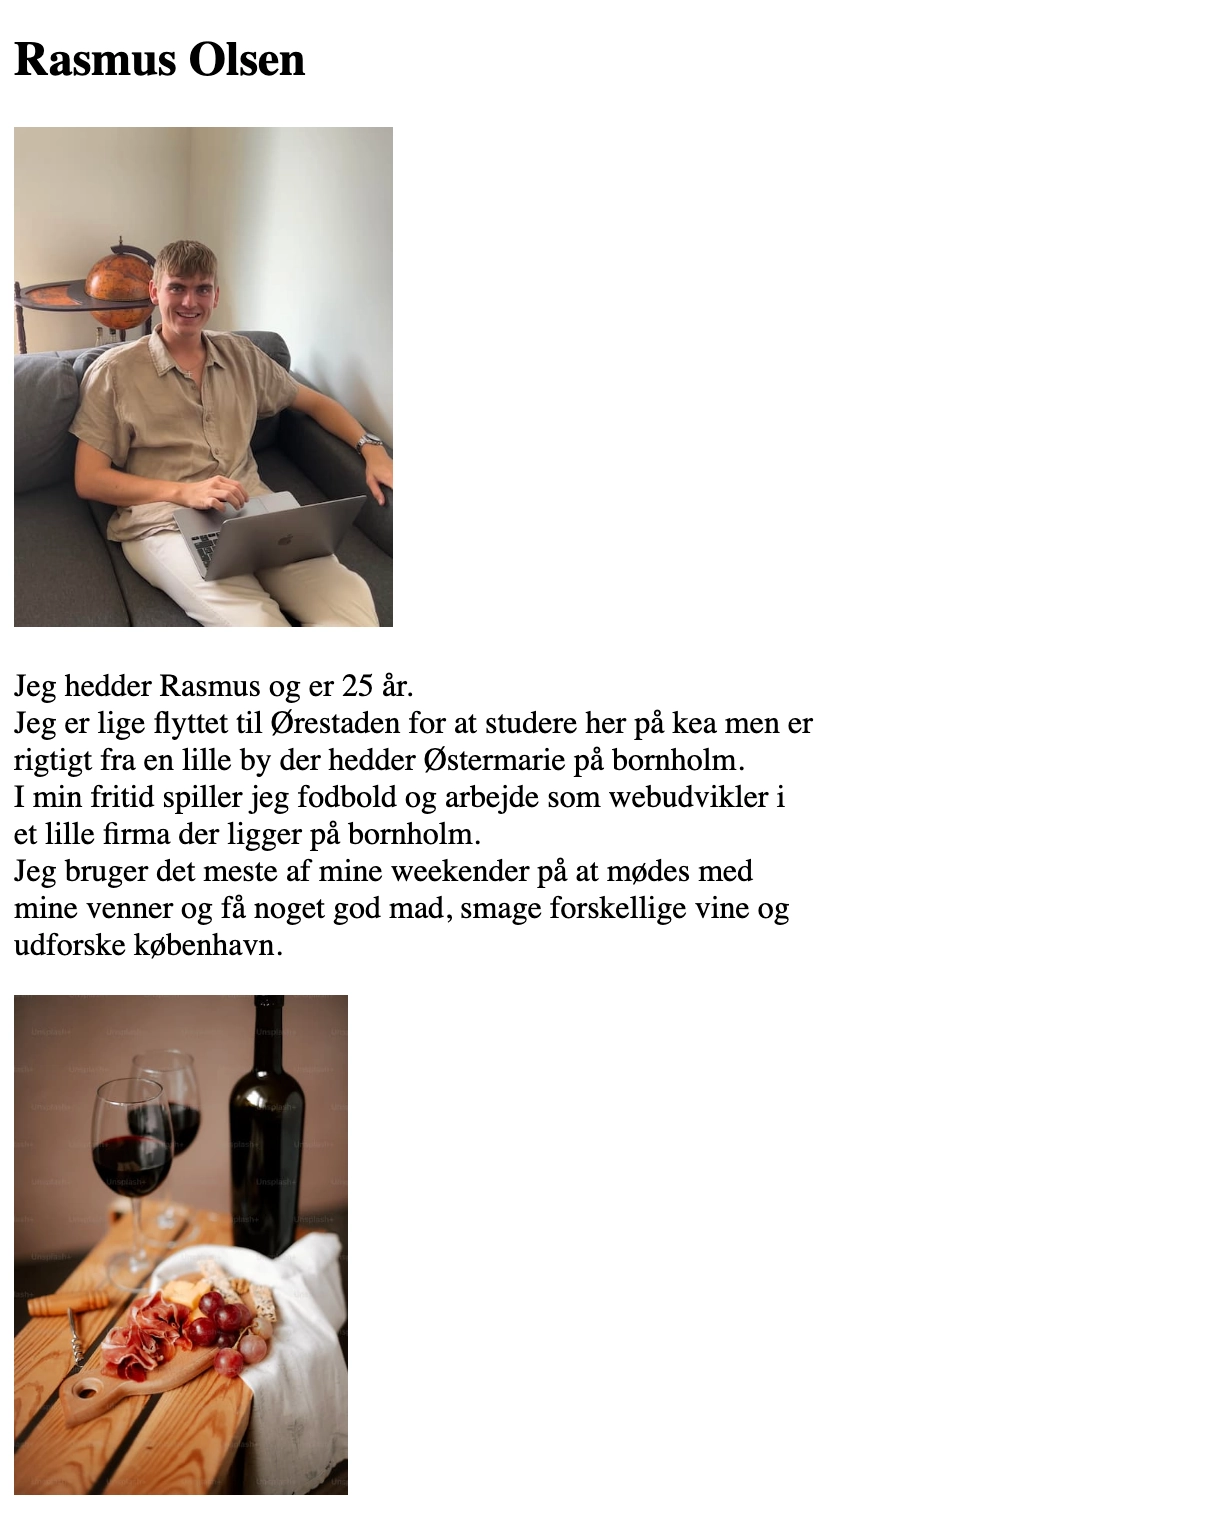 Rasmus Olsen
Jeg hedder Rasmus og er 25 år.
Jeg er lige flyttet til Ørestaden for at studere her på kea men er
rigtigt fra en lille by der hedder Østermarie på bornholm.
I min fritid spiller jeg fodbold og arbejde som webudvikler i
et lille firma der ligger på bornholm.
Jeg bruger det meste af mine weekender på at mødes med
mine venner og få noget god mad, smage forskellige vine og
udforske københavn.
Unsplash+